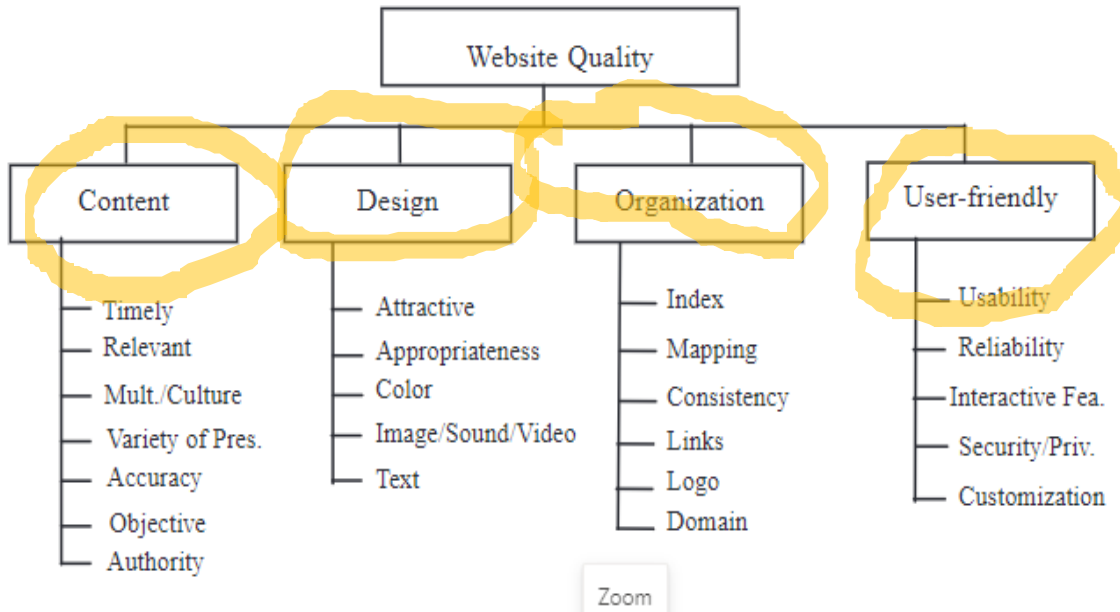 Website Quality
Content
Design
Organization
User-friendly
Timely
Relevant
Mult./Culture
Variety of Pres.
Accuracy
Objective
Authority
Attractive
Appropriateness
Color
Image/Sound/Video
Text
Index
Mapping
Consistency
Links
Logo
Domain
Usability
Reliability
Interactive Fea.
Security/Priv.
Customization
Zoom